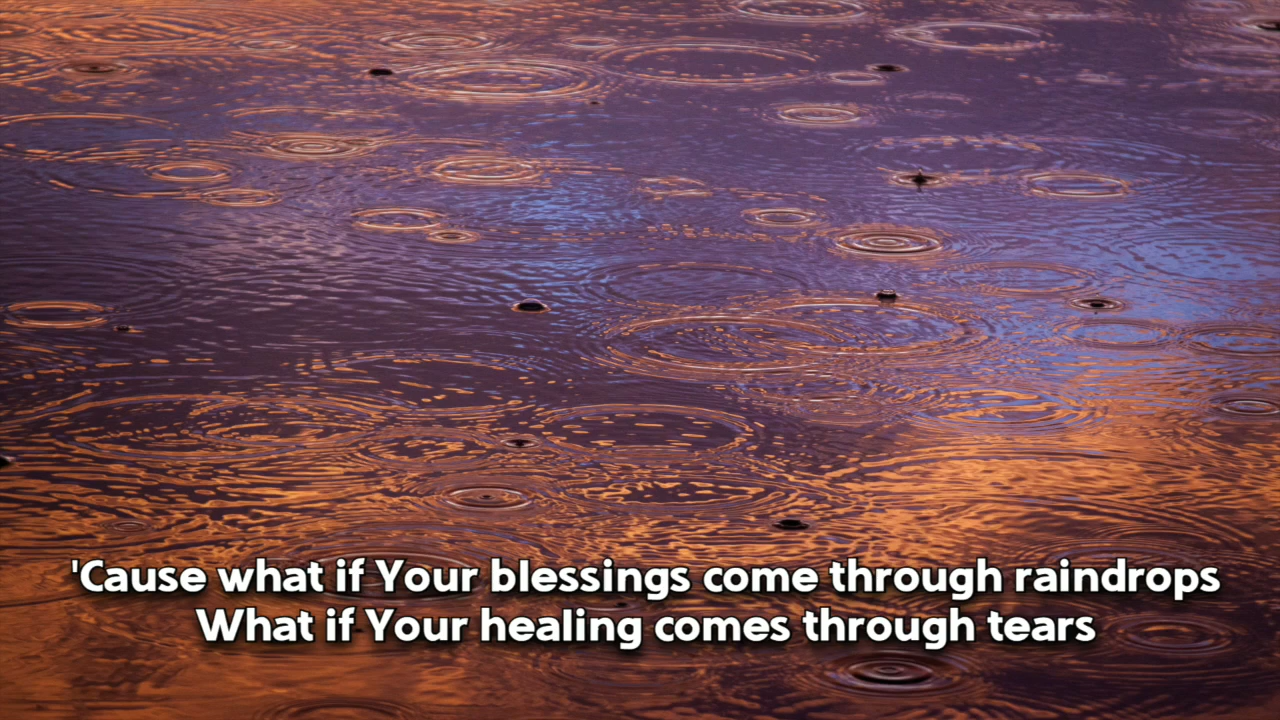 'Cause what if Your blessings come through raindrops
What if Your healing comes through tears